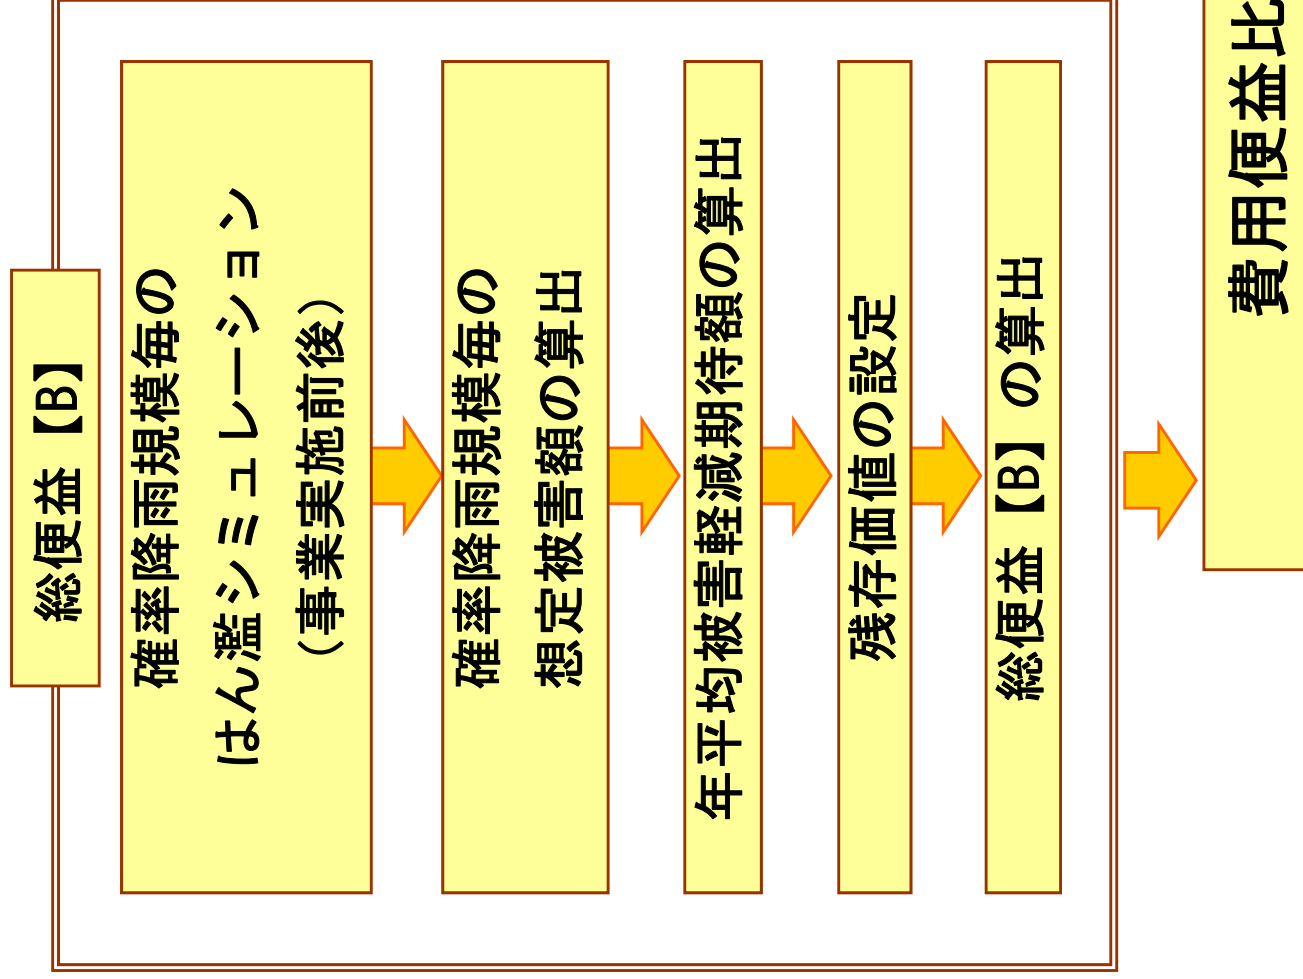 総便益【B】
確率降雨規模毎の
はん濫シミュレーション
（事業実施前後）
確率降雨規模毎の
想定被害額の算出
年平均被害軽減期待額の算出
残存価値の設定
総便益【B】の算出
費用便益比